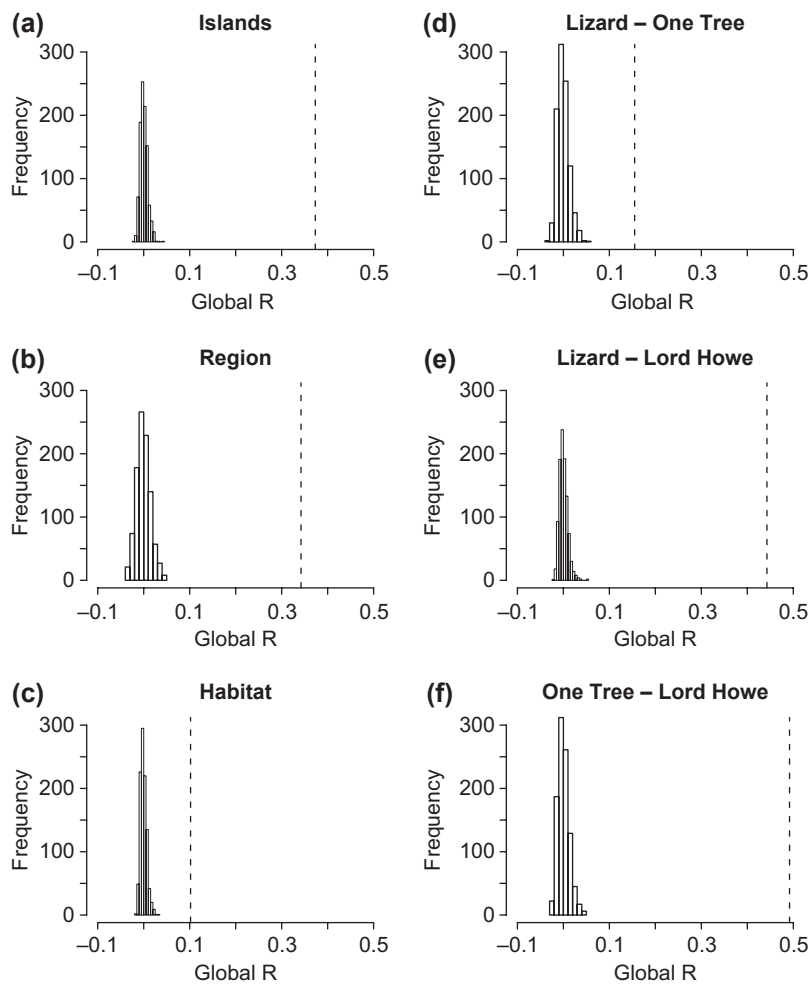 (a) Islands
300
200
100
0
Frequency
–0.1 0.1 0.3 0.5
Global R
(d) Lizard – One Tree
300
200
100
0
Frequency
–0.1 0.1 0.3 0.5
Global R
(b) Region
300
200
100
0
Frequency
–0.1 0.1 0.3 0.5
Global R
(e) Lizard – Lord Howe
300
200
100
0
Frequency
–0.1 0.1 0.3 0.5
Global R
(c) Habitat
300
200
100
0
Frequency
–0.1 0.1 0.3 0.5
Global R
(f) One Tree – Lord Howe
300
200
100
0
Frequency
–0.1 0.1 0.3 0.5
Global R